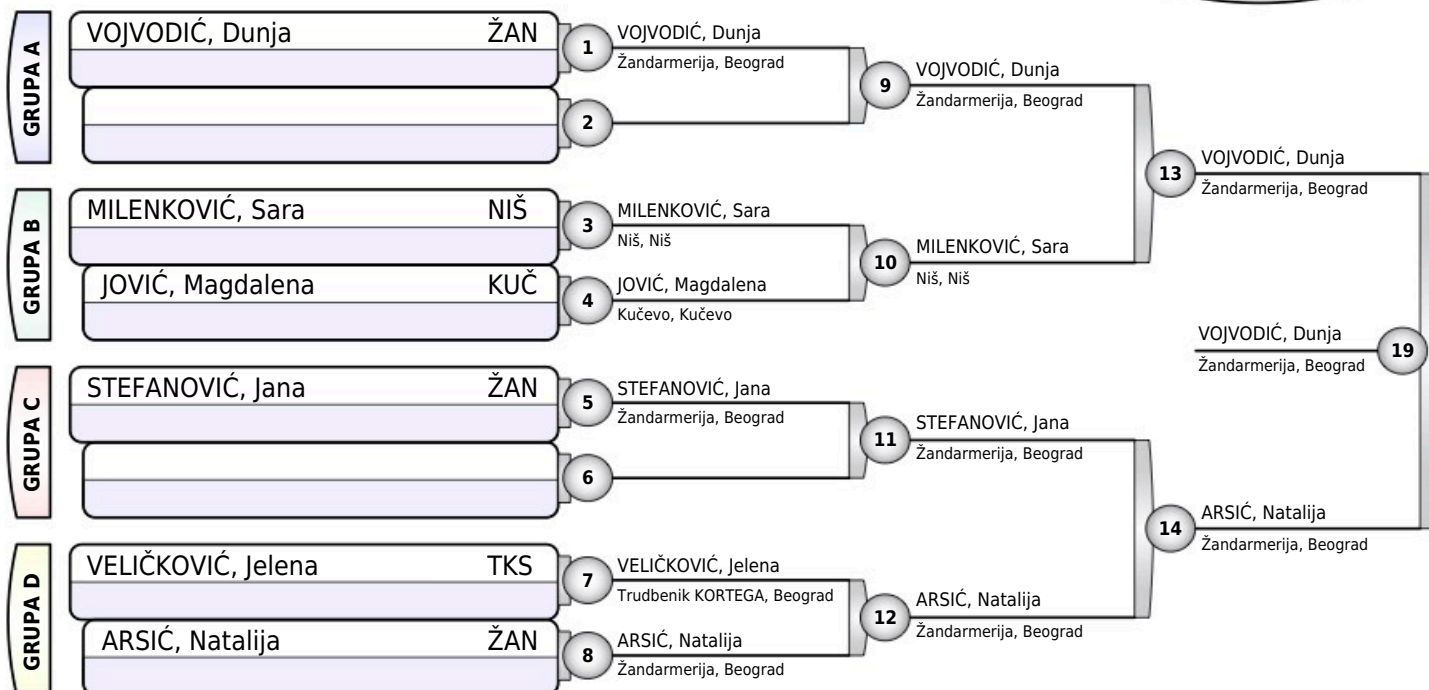 GRUPA A
VOJVODIĆ, Dunja ŽAN
1
VOJVODIĆ, Dunja
Žandarmerija, Beograd
2
9
VOJVODIĆ, Dunja
Žandarmerija, Beograd
GRUPA B
MILENKOVIĆ, Sara NIŠ
JOVIĆ, Magdalena KUČ
3
MILENKOVIĆ, Sara
Niš, Niš
4
JOVIĆ, Magdalena
Kučevo, Kučevo
10
MILENKOVIĆ, Sara
Niš, Niš
13
VOJVODIĆ, Dunja
Žandarmerija, Beograd
GRUPA C
STEFANOVIĆ, Jana ŽAN
5
STEFANOVIĆ, Jana
Žandarmerija, Beograd
6
11
STEFANOVIĆ, Jana
Žandarmerija, Beograd
GRUPA D
VELIČKOVIĆ, Jelena TKS
ARSIĆ, Natalija ŽAN
7
VELIČKOVIĆ, Jelena
Trudbenik KORTEGA, Beograd
8
ARSIĆ, Natalija
Žandarmerija, Beograd
12
ARSIĆ, Natalija
Žandarmerija, Beograd
14
ARSIĆ, Natalija
Žandarmerija, Beograd
VOJVODIĆ, Dunja
Žandarmerija, Beograd
19